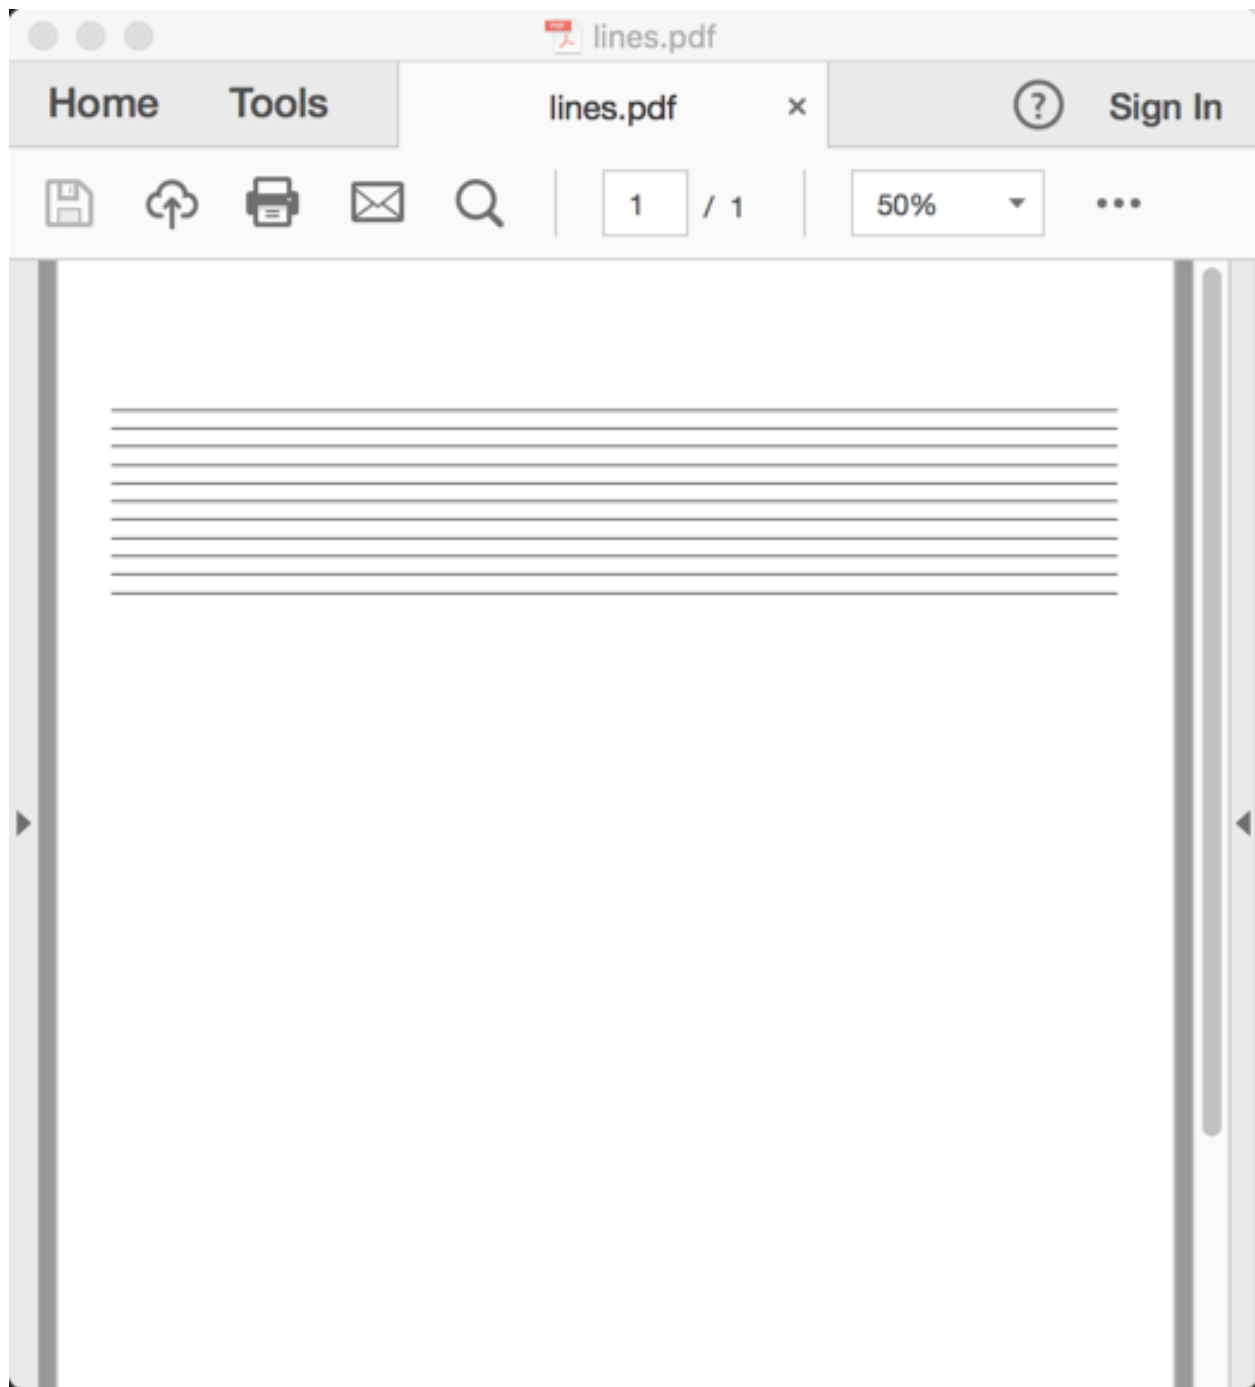 lines.pdf
Home Tools lines.pdf × ? Sign In
1 / 1 50% •••